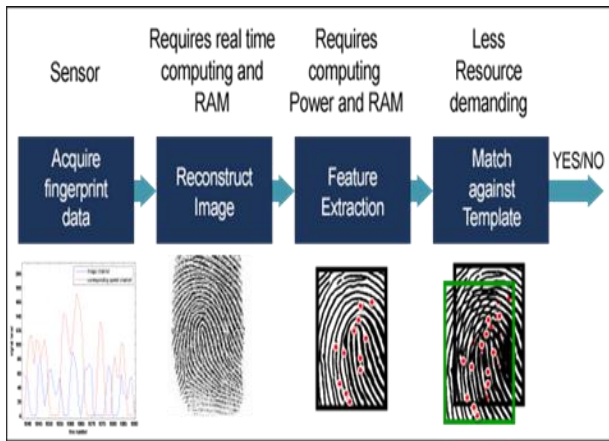 Sensor
Requires real time
computing and
RAM
Requires
computing
Power and RAM
Less
Resource
demanding
Acquire
fingerprint
data
Reconstruct
Image
Feature
Extraction
Match
against
Template
YES/NO